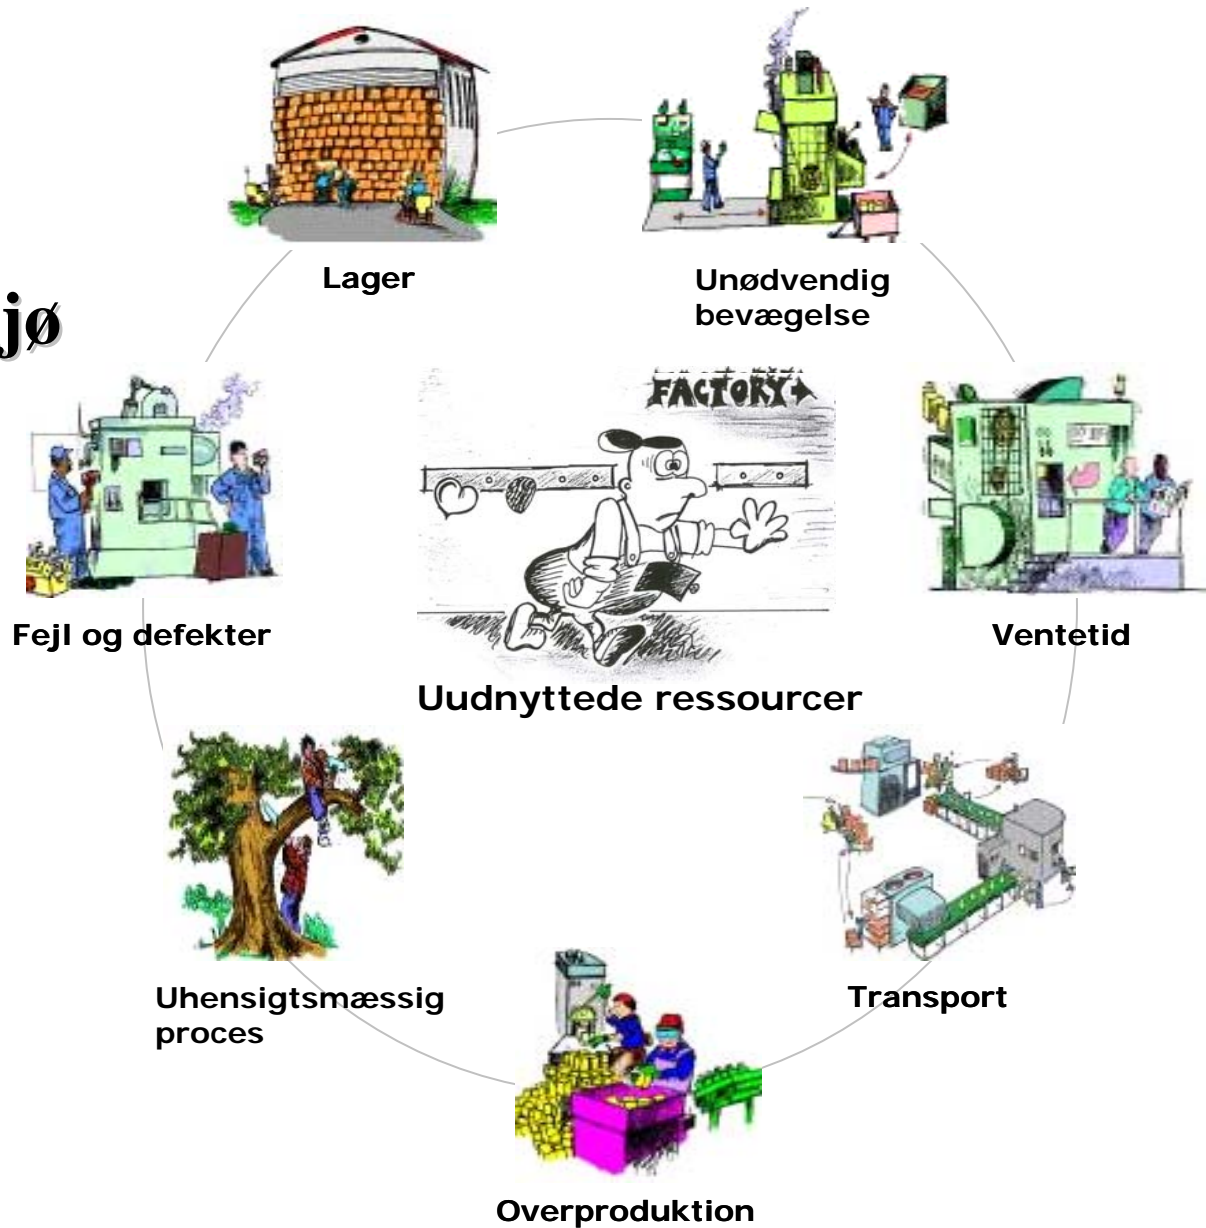 Lager
Unødvendig
bevægelse
jø
FACTORY
Fejl og defekter
Ventetid
Uudnyttede ressourcer
Uhensigtsmæssig
proces
Transport
Overproduktion